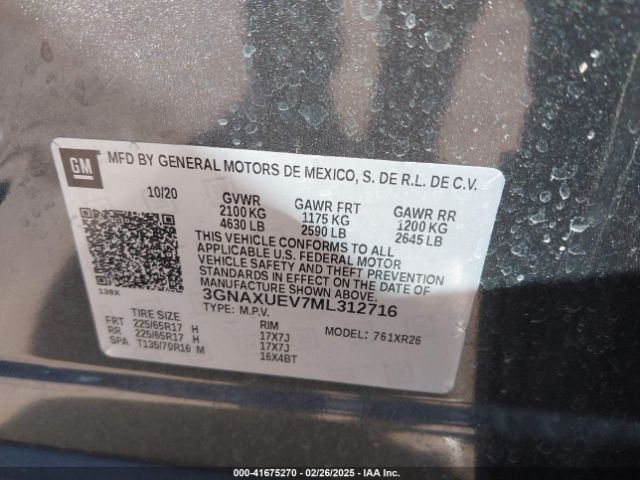 GM
MFD BY GENERAL MOTORS DE MEXICO, S. DE R.L. DE C.V.
10/20 GVWR GAWR FRT GAWR RR
2100 KG 1175 KG 1200 KG
4630 LB 2590 LB 2645 LB
THIS VEHICLE CONFORMS TO ALL
APPLICABLE U.S. FEDERAL MOTOR
VEHICLE SAFETY AND THEFT PREVENTION
STANDARDS IN EFFECT ON THE DATE OF
MANUFACTURE SHOWN ABOVE.
139X
3GNAXUEV7ML312716
TYPE: M.P.V.
TIRE SIZE RIM MODEL: 761XR26
FRT 225/65R17 H 17X7J
RR 225/65R17 H 17X7J
SPA T135/70R16 M 16X4BT
000-41675270 | 02/26/2025 | IAA Inc.